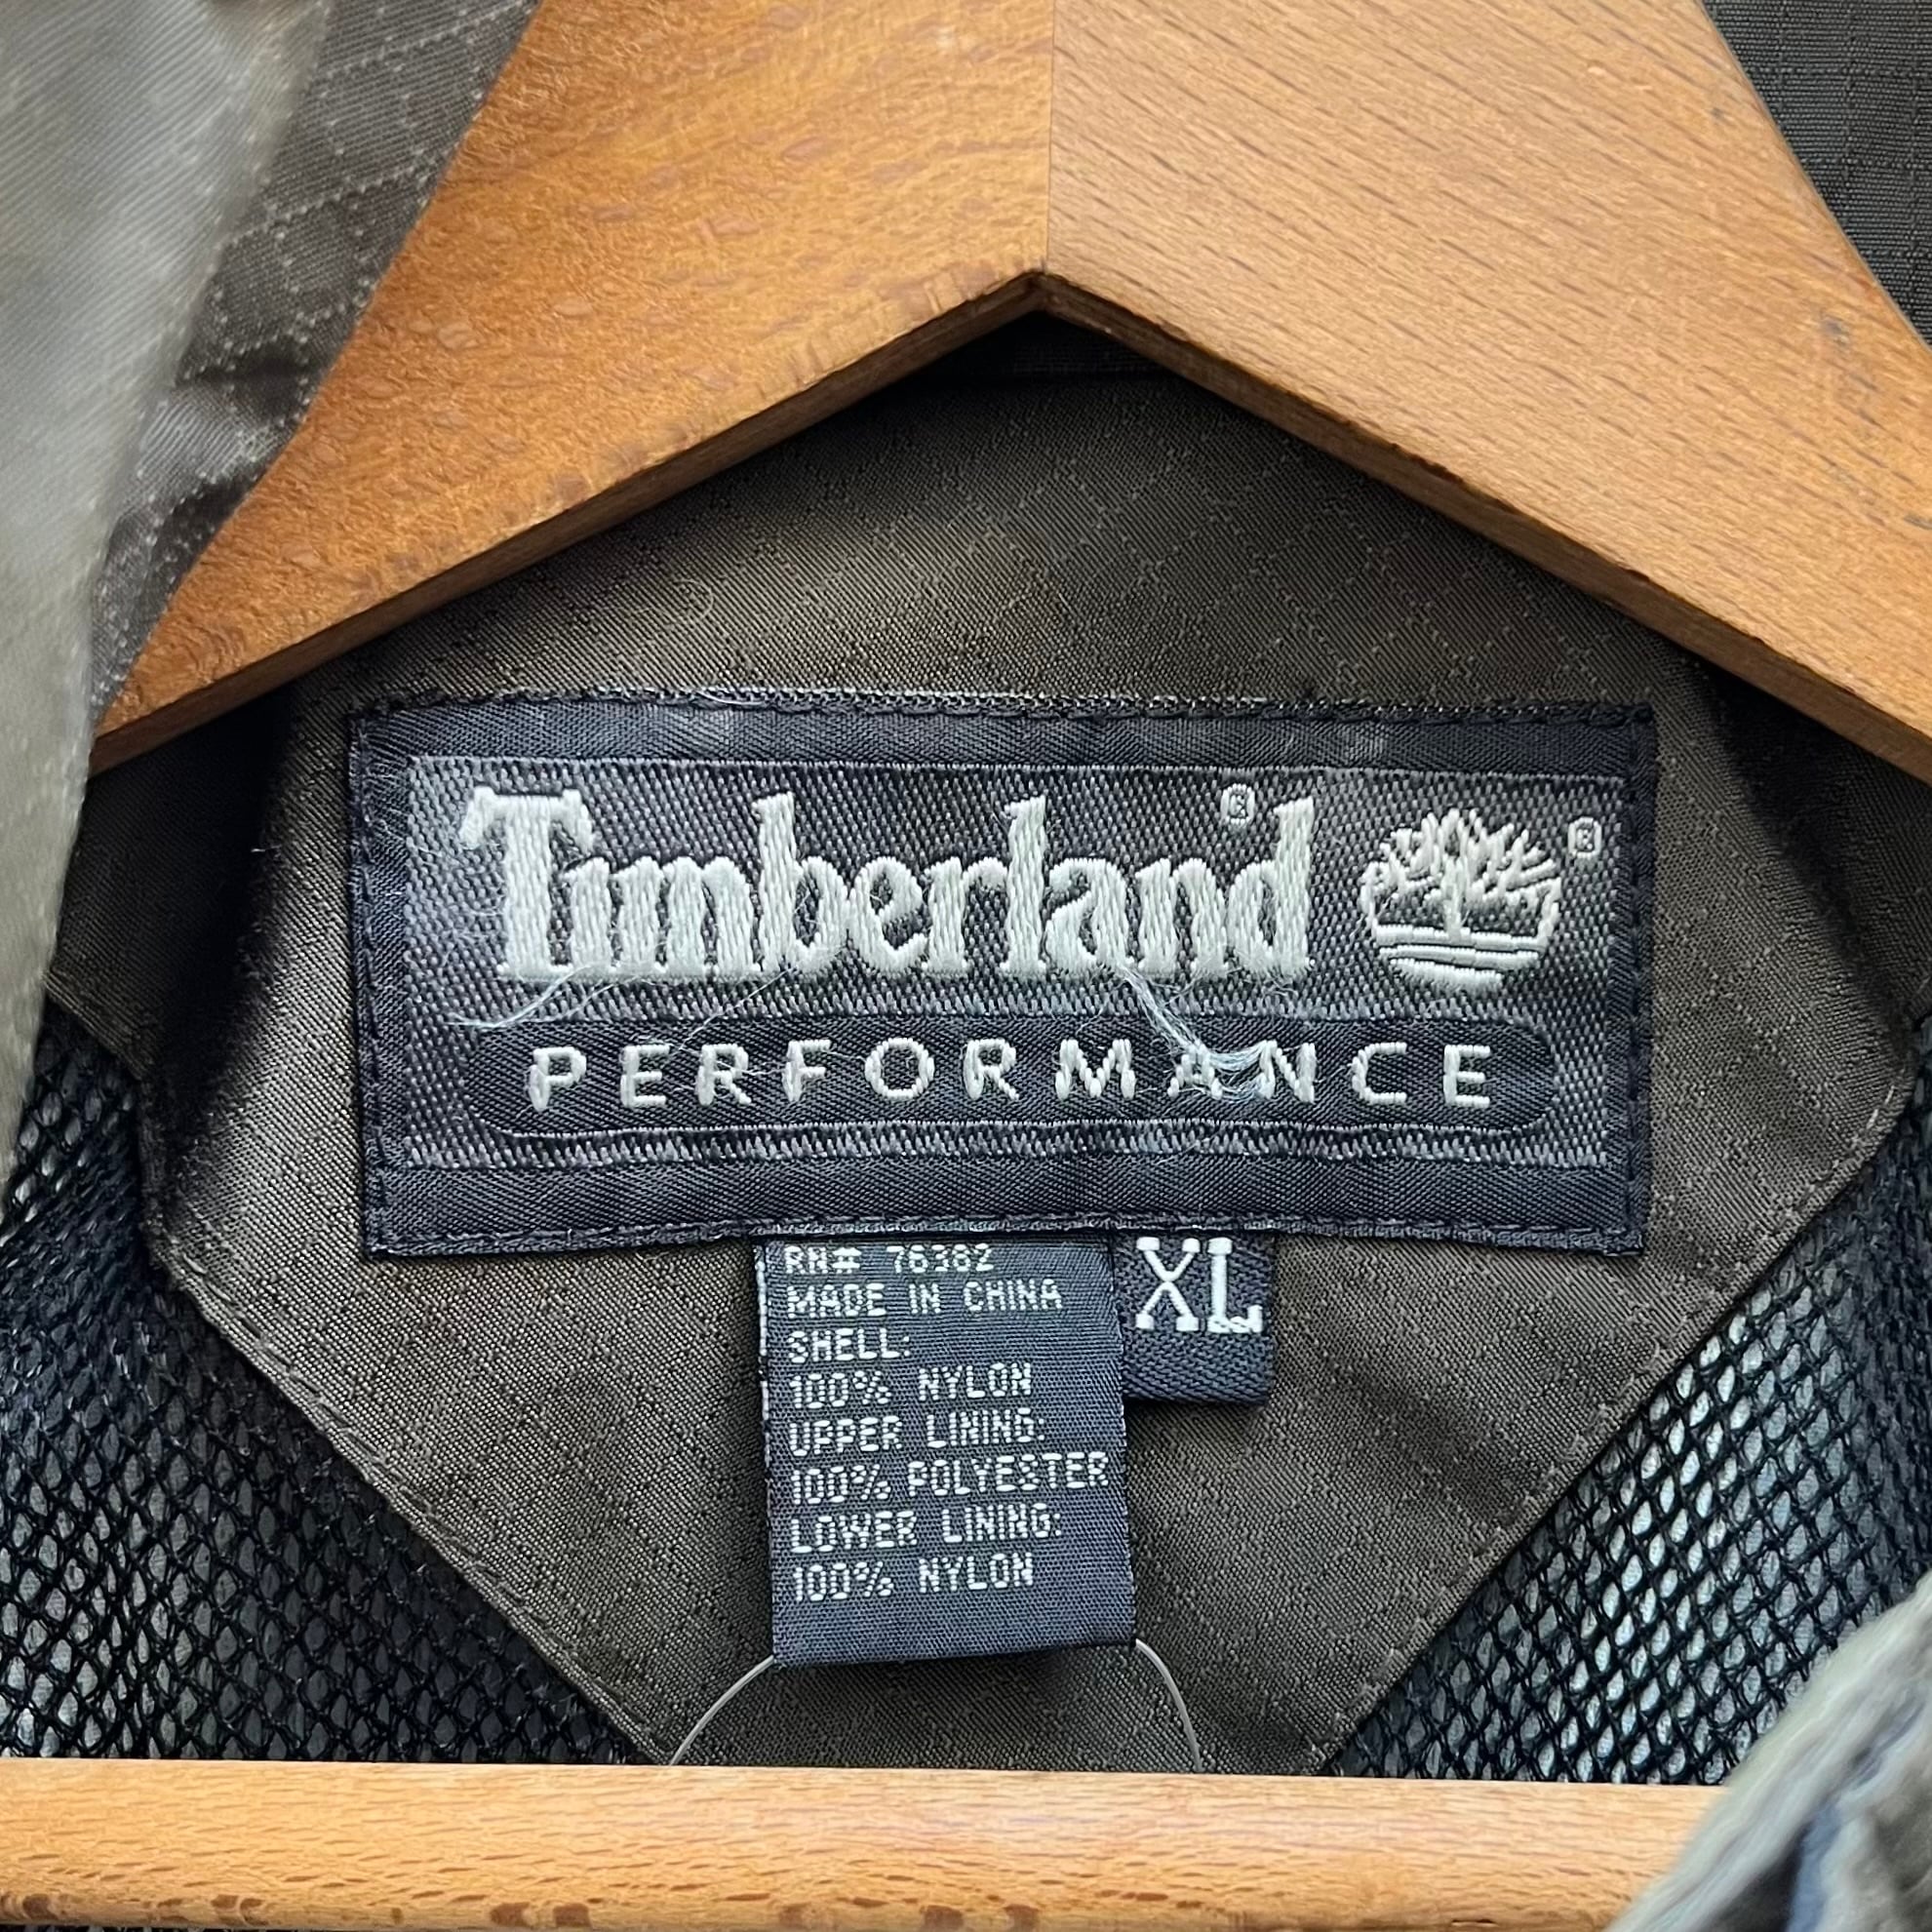 Timberland®
®
PERFORMANCE
RN# 76382
MADE IN CHINA
XL
SHELL:
100% NYLON
UPPER LINING:
100% POLYESTER
LOWER LINING:
100% NYLON